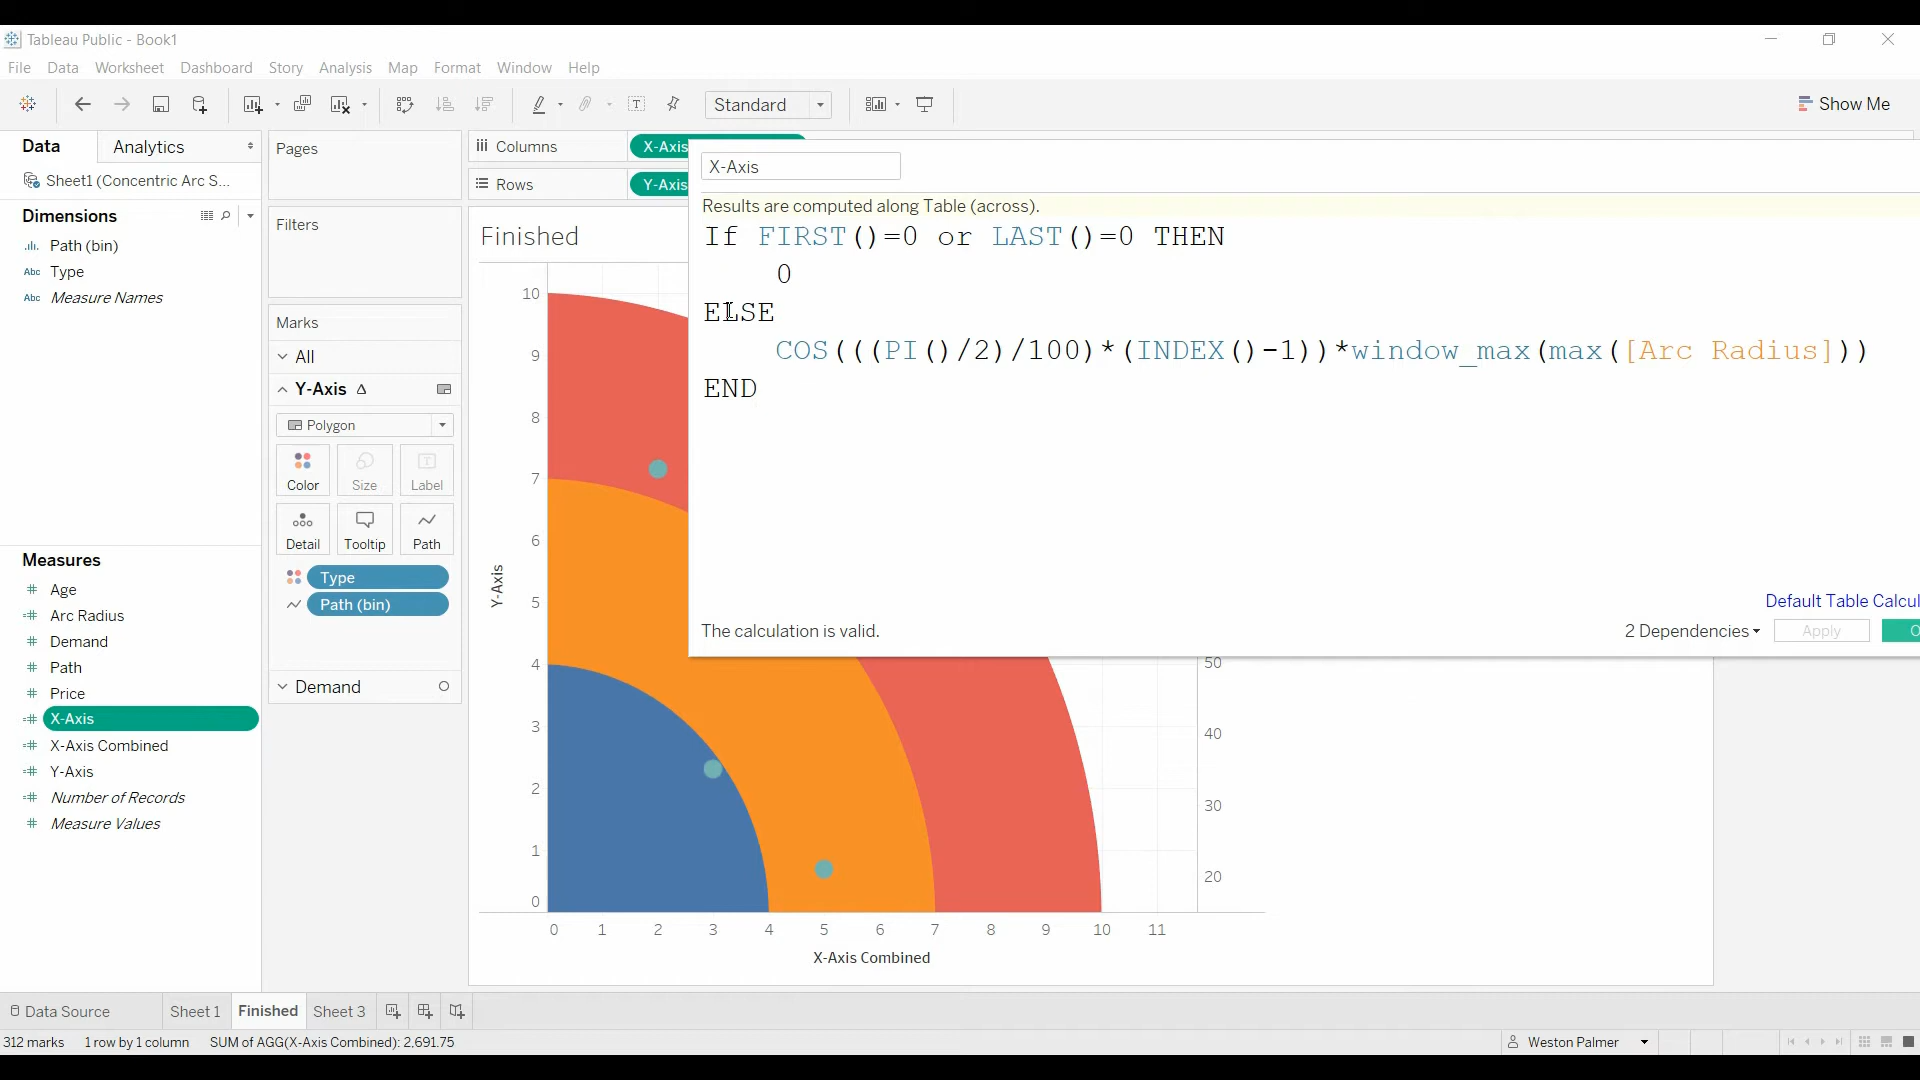 Tableau Public - Book1
File Data Worksheet Dashboard Story Analysis Map Format Window Help
Standard
Show Me
Data Analytics
Sheet1 (Concentric Arc S...
Dimensions
Path (bin)
Abc Type
Abc Measure Names
Measures
Age
Arc Radius
Demand
Path
Price
X-Axis
X-Axis Combined
Y-Axis
Number of Records
Measure Values
Pages
Filters
Marks
All
Y-Axis
Polygon
Color Size Label
Detail Tooltip Path
Type
Path (bin)
Demand
Columns X-Axis
Rows Y-Axis
Finished
10
9
8
7
6
5
4
3
2
1
0
Y-Axis
0 1 2 3 4 5 6 7 8 9 10 11
X-Axis Combined
50
40
30
20
X-Axis
Results are computed along Table (across).
If FIRST()=0 or LAST()=0 THEN
0
ELSE
COS(((PI()/2)/100)*(INDEX()-1))*window_max(max([Arc Radius]))
END
Default Table Calcul
The calculation is valid.
2 Dependencies Apply O
Data Source Sheet 1 Finished Sheet 3
312 marks 1 row by 1 column SUM of AGG(X-Axis Combined): 2,691.75
Weston Palmer